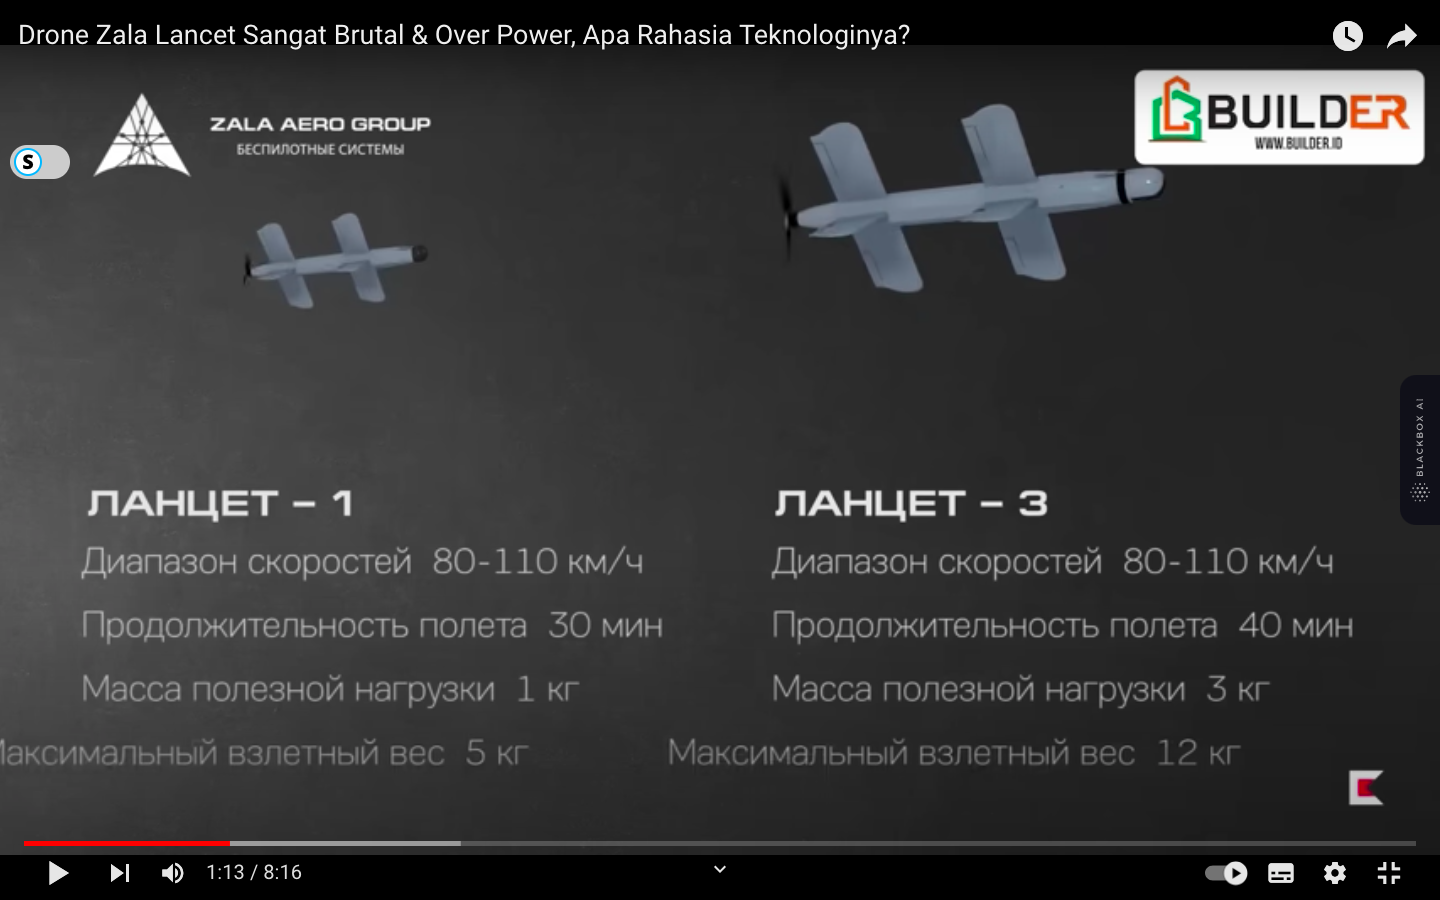 Drone Zala Lancet Sangat Brutal & Over Power, Apa Rahasia Teknologinya?
ZALA AERO GROUP
БЕСПИЛОТНЫЕ СИСТЕМЫ
BUILDER
WWW.BUILDER.ID
S
BLACKBOX AI
ЛАНЦЕТ – 1
Диапазон скоростей 80-110 км/ч
Продолжительность полета 30 мин
Масса полезной нагрузки 1 кг
Максимальный взлетный вес 5 кг
ЛАНЦЕТ – 3
Диапазон скоростей 80-110 км/ч
Продолжительность полета 40 мин
Масса полезной нагрузки 3 кг
Максимальный взлетный вес 12 кг
1:13 / 8:16